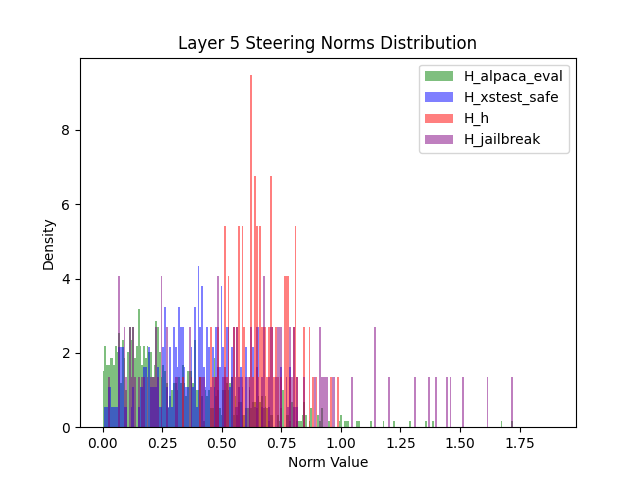 Layer 5 Steering Norms Distribution
H_alpaca_eval
H_xstest_safe
H_h
H_jailbreak
Density
8
6
4
2
0
0.00 0.25 0.50 0.75 1.00 1.25 1.50 1.75
Norm Value